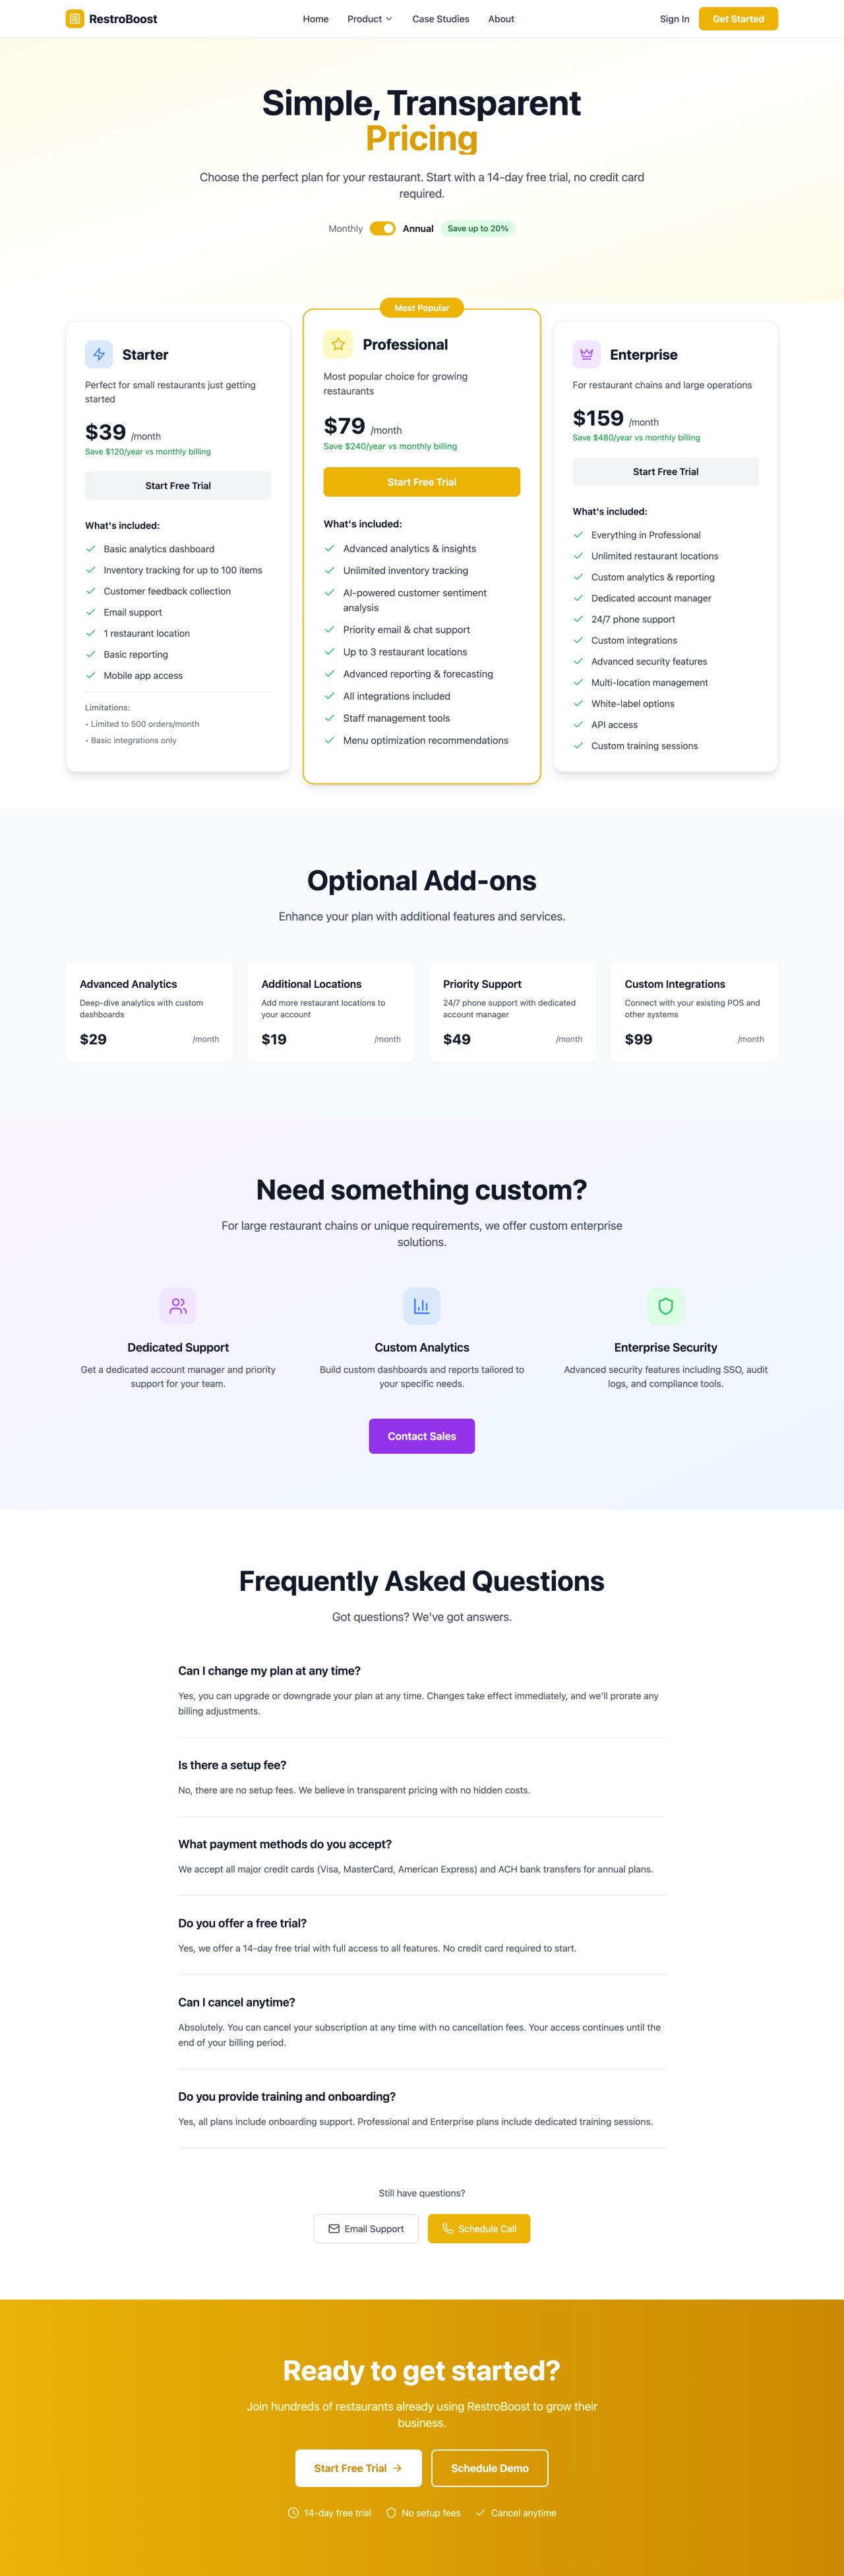 RestroBoost
Home
Product
Case Studies
About
Sign In
Get Started
Simple, Transparent
Pricing
Choose the perfect plan for your restaurant. Start with a 14-day free trial, no credit card
required.
Monthly
Annual
Save up to 20%
Starter
Perfect for small restaurants just getting
started
$39 /month
Save $120/year vs monthly billing
Start Free Trial
What's included:
Basic analytics dashboard
Inventory tracking for up to 100 items
Customer feedback collection
Email support
1 restaurant location
Basic reporting
Mobile app access
Limitations:
• Limited to 500 orders/month
• Basic integrations only
Most Popular
Professional
Most popular choice for growing
restaurants
$79 /month
Save $240/year vs monthly billing
Start Free Trial
What's included:
Advanced analytics & insights
Unlimited inventory tracking
AI-powered customer sentiment
analysis
Priority email & chat support
Up to 3 restaurant locations
Advanced reporting & forecasting
All integrations included
Staff management tools
Menu optimization recommendations
Enterprise
For restaurant chains and large operations
$159 /month
Save $480/year vs monthly billing
Start Free Trial
What's included:
Everything in Professional
Unlimited restaurant locations
Custom analytics & reporting
Dedicated account manager
24/7 phone support
Custom integrations
Advanced security features
Multi-location management
White-label options
API access
Custom training sessions
Optional Add-ons
Enhance your plan with additional features and services.
Advanced Analytics
Deep-dive analytics with custom
dashboards
$29 /month
Additional Locations
Add more restaurant locations to
your account
$19 /month
Priority Support
24/7 phone support with dedicated
account manager
$49 /month
Custom Integrations
Connect with your existing POS and
other systems
$99 /month
Need something custom?
For large restaurant chains or unique requirements, we offer custom enterprise
solutions.
Dedicated Support
Get a dedicated account manager and priority
support for your team.
Custom Analytics
Build custom dashboards and reports tailored to
your specific needs.
Enterprise Security
Advanced security features including SSO, audit
logs, and compliance tools.
Contact Sales
Frequently Asked Questions
Got questions? We've got answers.
Can I change my plan at any time?
Yes, you can upgrade or downgrade your plan at any time. Changes take effect immediately, and we'll prorate any
billing adjustments.
Is there a setup fee?
No, there are no setup fees. We believe in transparent pricing with no hidden costs.
What payment methods do you accept?
We accept all major credit cards (Visa, MasterCard, American Express) and ACH bank transfers for annual plans.
Do you offer a free trial?
Yes, we offer a 14-day free trial with full access to all features. No credit card required to start.
Can I cancel anytime?
Absolutely. You can cancel your subscription at any time with no cancellation fees. Your access continues until the
end of your billing period.
Do you provide training and onboarding?
Yes, all plans include onboarding support. Professional and Enterprise plans include dedicated training sessions.
Still have questions?
Email Support
Schedule Call
Ready to get started?
Join hundreds of restaurants already using RestroBoost to grow their
business.
Start Free Trial
Schedule Demo
14-day free trial
No setup fees
Cancel anytime